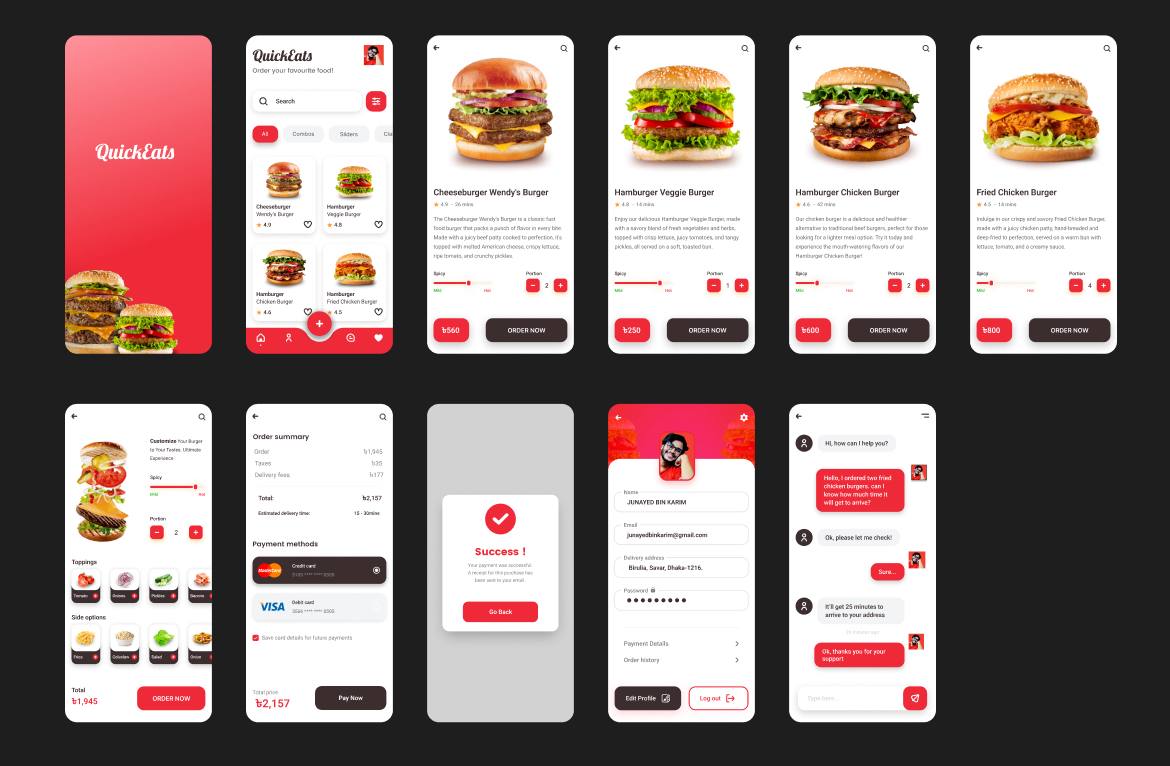 QuickEats
QuickEats
Order your favourite food!
Search
All
Combos
Sliders
Cla
Cheeseburger
Wendy's Burger
4.9
Hamburger
Veggie Burger
4.8
Hamburger
Chicken Burger
4.6
Hamburger
Fried Chicken Burger
4.5
+
Cheeseburger Wendy's Burger
4.9 - 26 mins
The Cheeseburger Wendy's Burger is a classic fast
food burger that packs a punch of flavor in every bite.
Made with a juicy beef patty cooked to perfection, it's
topped with melted American cheese, crispy lettuce,
ripe tomato, and crunchy pickles.
Spicy
Mild
Hot
Portion
− 2 +
৳560
ORDER NOW
Hamburger Veggie Burger
4.8 - 14 mins
Enjoy our delicious Hamburger Veggie Burger, made
with a savory blend of fresh vegetables and herbs,
topped with crisp lettuce, juicy tomatoes, and tangy
pickles, all served on a soft, toasted bun.
Spicy
Mild
Hot
Portion
− 1 +
৳250
ORDER NOW
Hamburger Chicken Burger
4.6 - 42 mins
Our chicken burger is a delicious and healthier
alternative to traditional beef burgers, perfect for those
looking for a lighter meal option. Try it today and
experience the mouth-watering flavors of our
Hamburger Chicken Burger!
Spicy
Mild
Hot
Portion
− 2 +
৳600
ORDER NOW
Fried Chicken Burger
4.5 - 14 mins
Indulge in our crispy and savory Fried Chicken Burger,
made with a juicy chicken patty, hand-breaded and
deep-fried to perfection, served on a warm bun with
lettuce, tomato, and a creamy sauce.
Spicy
Mild
Hot
Portion
− 4 +
৳800
ORDER NOW
Customize Your Burger
to Your Tastes. Ultimate
Experience
Spicy
Mild
Hot
Portion
− 2 +
Toppings
Tomato
Onions
Pickles
Bacons
Side options
Fries
Coleslaw
Salad
Onion
Total
৳1,945
ORDER NOW
Order summary
Order ৳1,945
Taxes ৳35
Delivery fees ৳177
Total: ৳2,157
Estimated delivery time: 15 - 30mins
Payment methods
MasterCard
Credit card
VISA
Debit card
Save card details for future payments
Total price
৳2,157
Pay Now
Success !
Your payment was successful.
A receipt for this purchase has
been sent to your email.
Go Back
Name
JUNAYED BIN KARIM
Email
junayedbinkarim@gmail.com
Delivery address
Birulia, Savar, Dhaka-1216.
Password
Payment Details
Order history
Edit Profile
Log out
Hi, how can I help you?
Hello, I ordered two fried
chicken burgers. can I
know how much time it
will get to arrive?
Ok, please let me check!
Sure...
It'll get 25 minutes to
arrive to your address
Ok, thanks you for your
support
Type here...